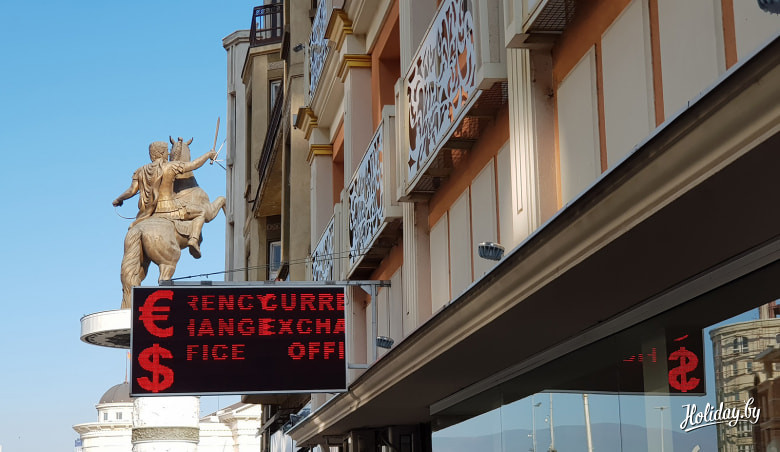 € RENCYCURRE
HANGEEXCHA
$ FICE OFFI
$
Holiday.by